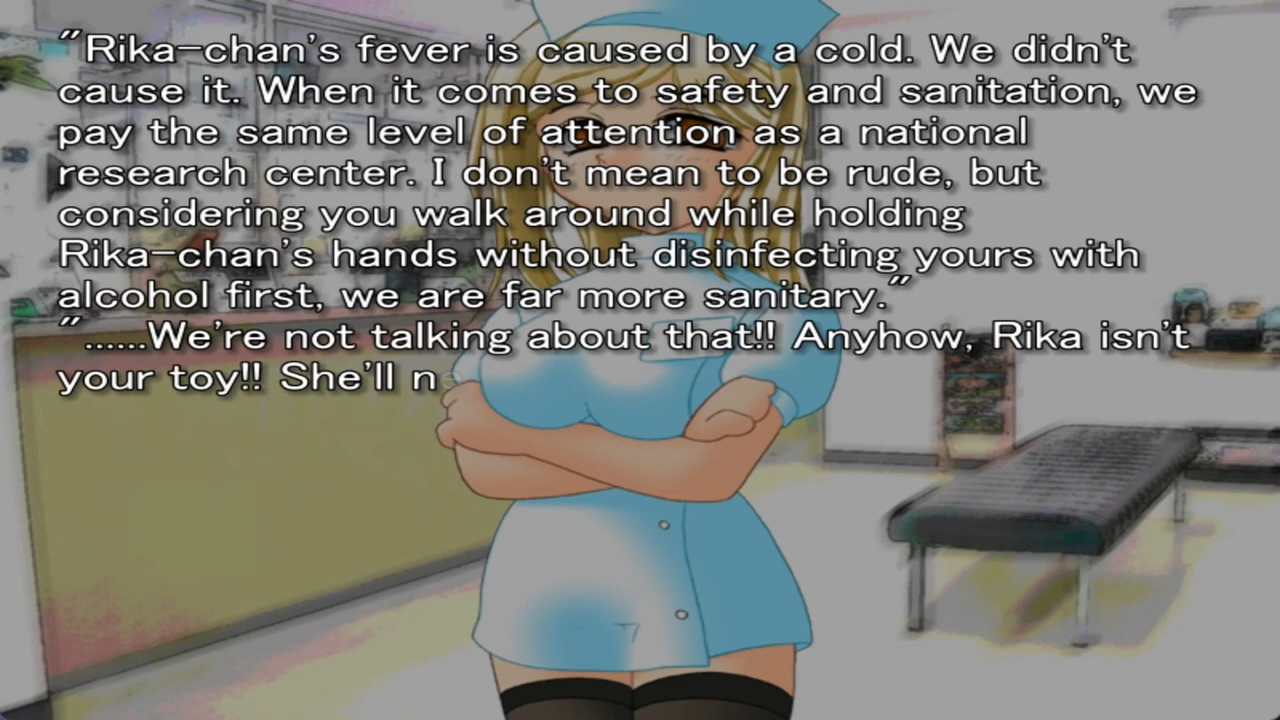 "Rika-chan's fever is caused by a cold. We didn't
cause it. When it comes to safety and sanitation, we
pay the same level of attention as a national
research center. I don't mean to be rude, but
considering you walk around while holding
Rika-chan's hands without disinfecting yours with
alcohol first, we are far more sanitary."
"......We're not talking about that!! Anyhow, Rika isn't
your toy!! She'll n